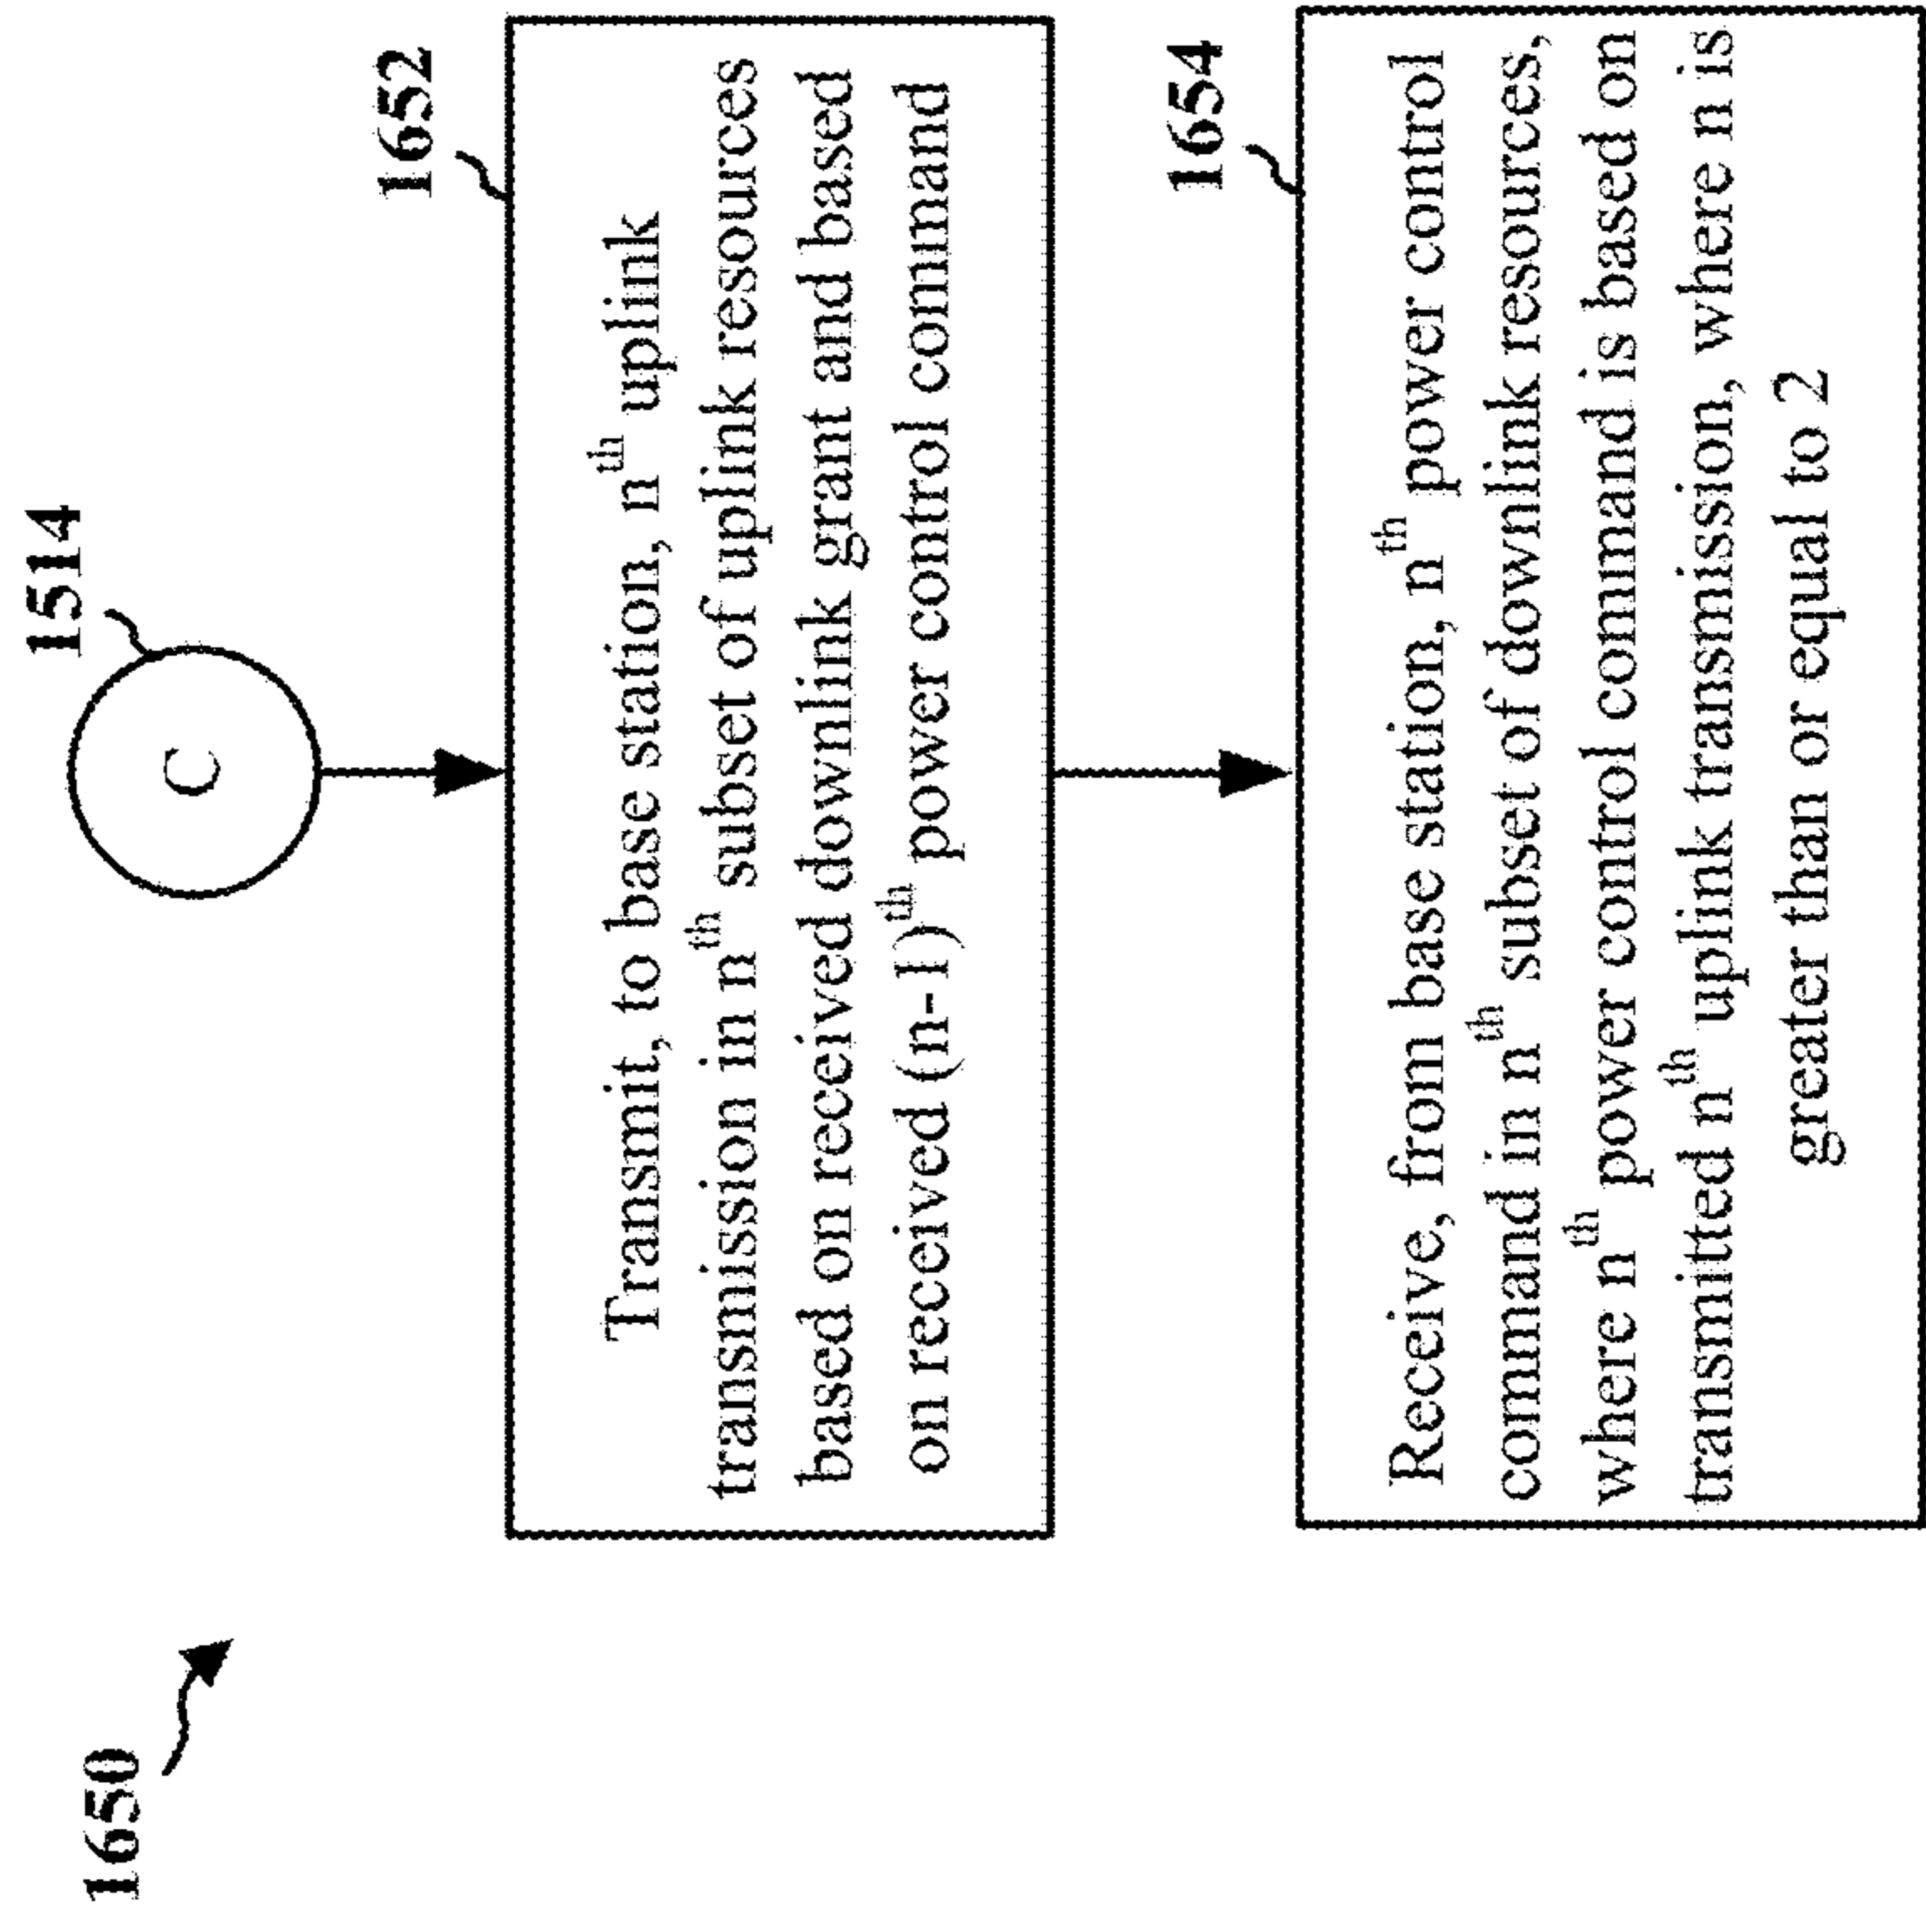 1650
1514
C
1652
Transmit, to base station, nth uplink
transmission in nth subset of uplink resources
based on received downlink grant and based
on received (n-1)th power control command
1654
Receive, from base station, nth power control
command in nth subset of downlink resources,
where nth power control command is based on
transmitted nth uplink transmission, where n is
greater than or equal to 2